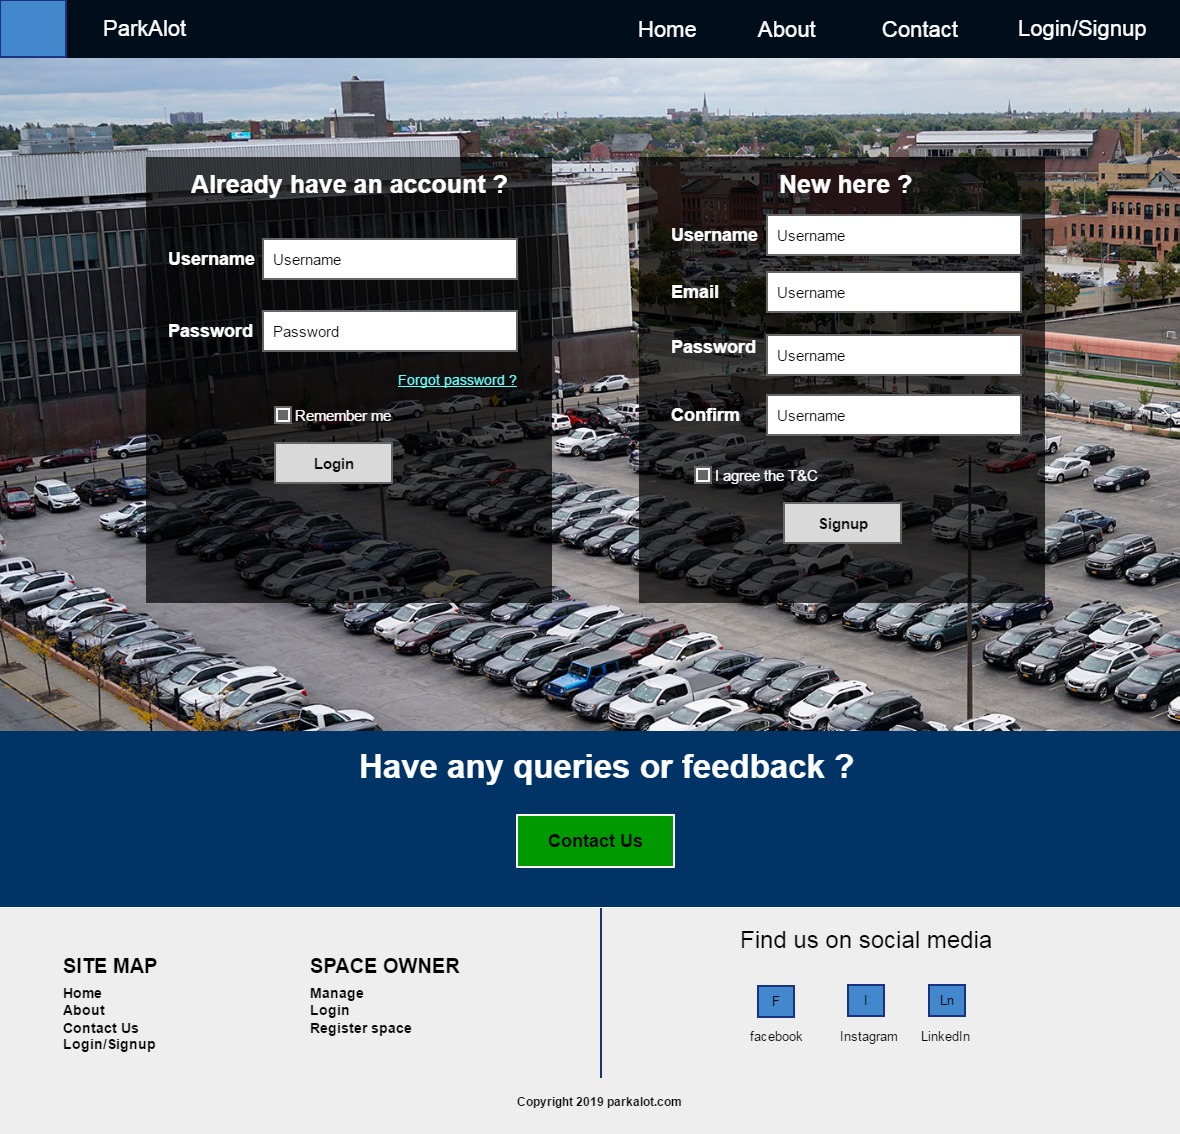 ParkAlot
Home
About
Contact
Login/Signup
Already have an account ?
Username
Username
Password
Password
Forgot password ?
Remember me
Login
New here ?
Username
Username
Email
Username
Password
Username
Confirm
Username
I agree the T&C
Signup
Have any queries or feedback ?
Contact Us
SITE MAP
Home
About
Contact Us
Login/Signup
SPACE OWNER
Manage
Login
Register space
Find us on social media
F
I
Ln
facebook
Instagram
LinkedIn
Copyright 2019 parkalot.com